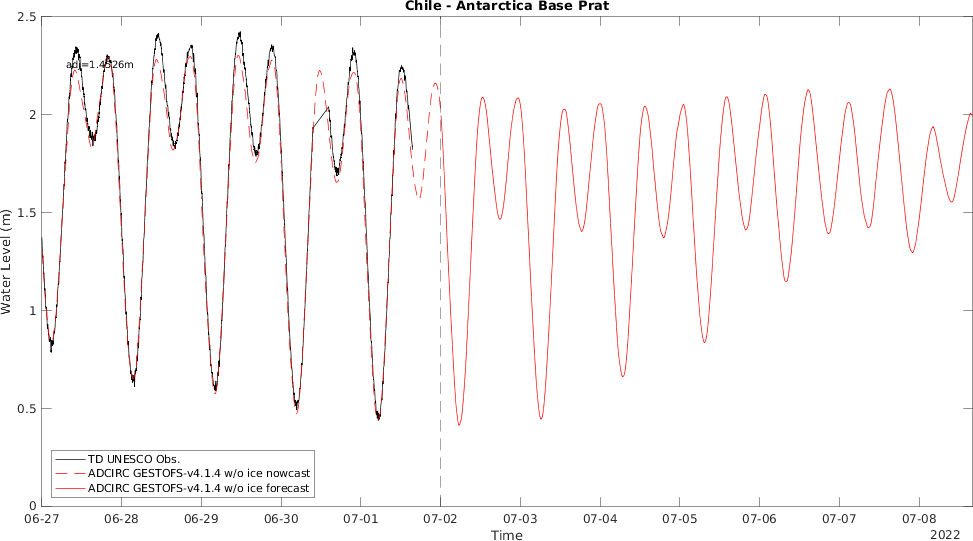 Chile - Antarctica Base Prat
2.5
adj=1.4526m
2
1.5
Water Level (m)
1
0.5
TD UNESCO Obs.
ADCIRC GESTOFS-v4.1.4 w/o ice nowcast
ADCIRC GESTOFS-v4.1.4 w/o ice forecast
0
06-27 06-28 06-29 06-30 07-01 07-02 07-03 07-04 07-05 07-06 07-07 07-08
Time
2022